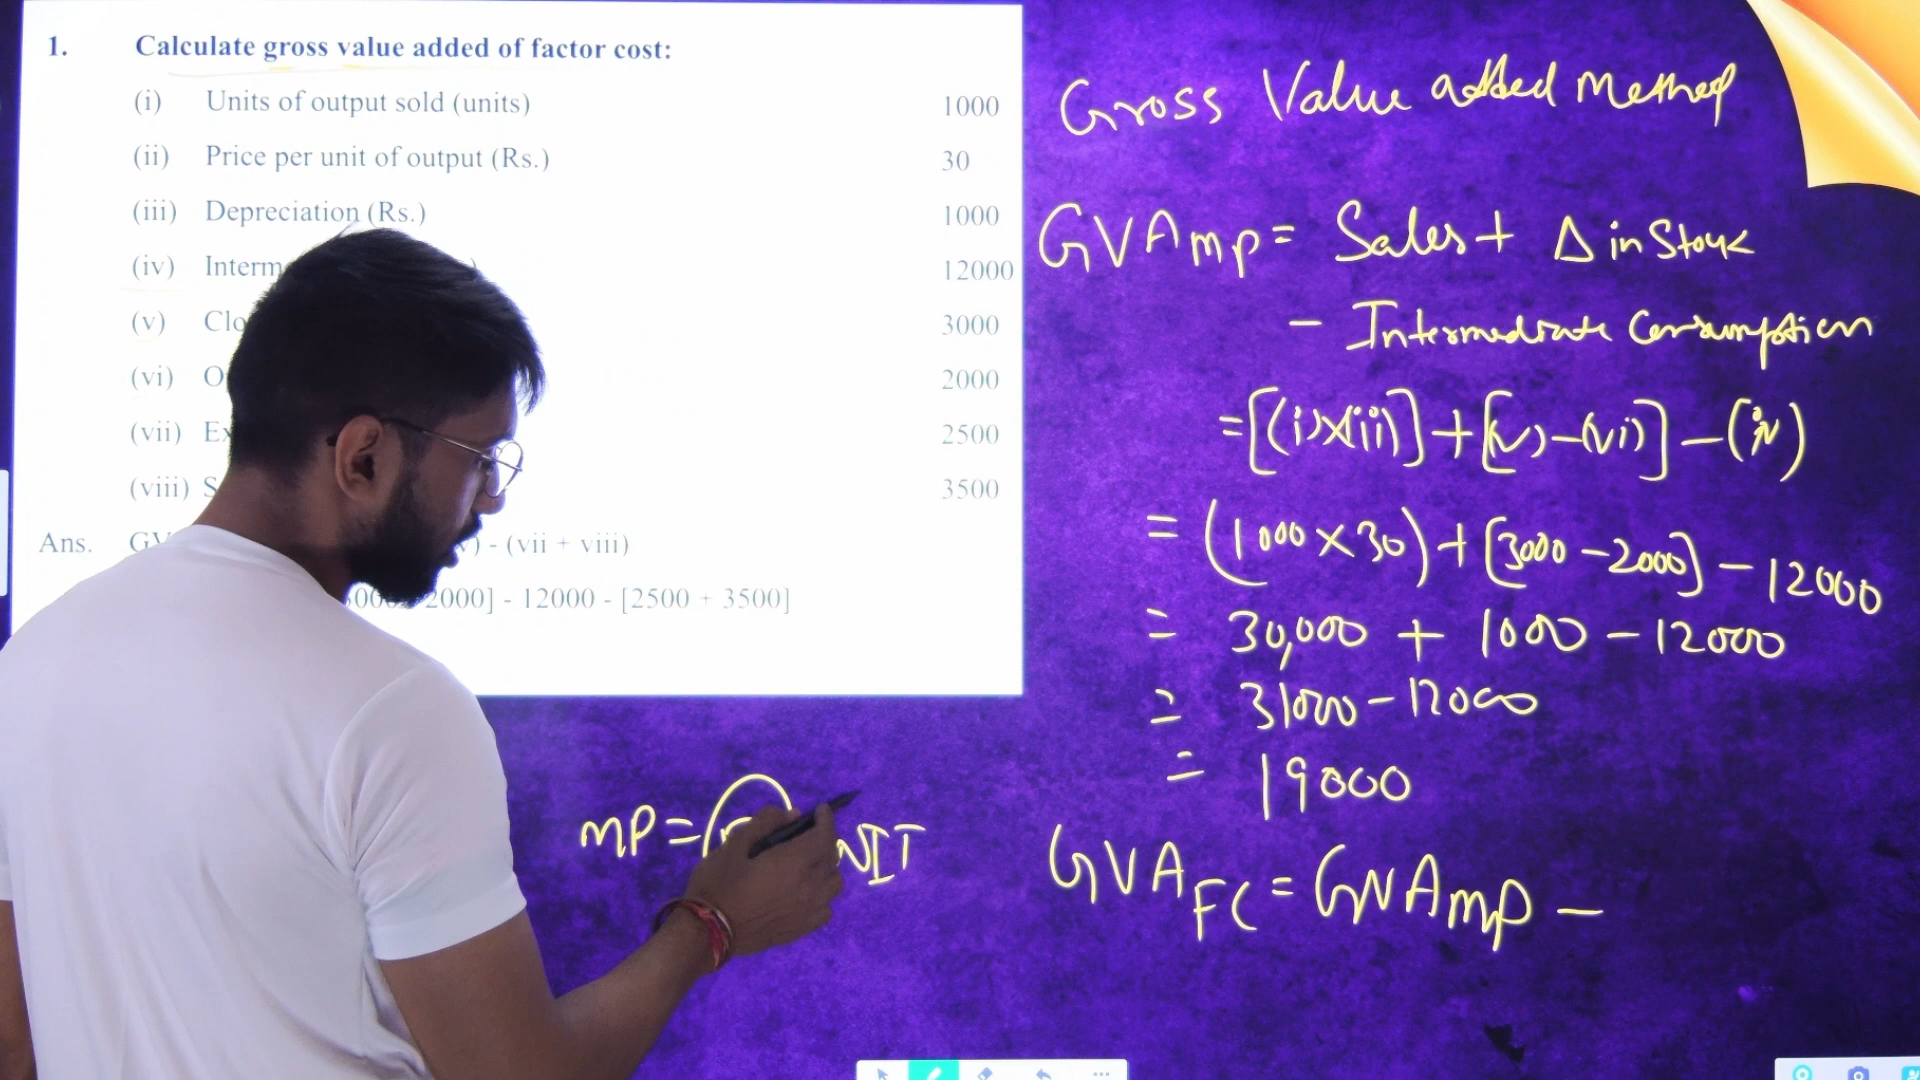 1. Calculate gross value added of factor cost:
(i) Units of output sold (units) 1000
(ii) Price per unit of output (Rs.) 30
(iii) Depreciation (Rs.) 1000
(iv) 12000
(v) 3000
(vi) 2000
(vii) 2500
(viii) 3500
Ans. ) - (vii + viii)
2000] - 12000 - [2500 + 3500]
Gross Value added Method
GVAMP = Sales + Δ in Stock
- Intermediate Consumption
= [(i)x(ii)] + [(v) - (vi)] - (iv)
= (1000 x 30) + [3000 - 2000] - 12000
= 30,000 + 1000 - 12000
= 31000 - 12000
= 19000
MP = NIT
GVAFC = GVAMP -